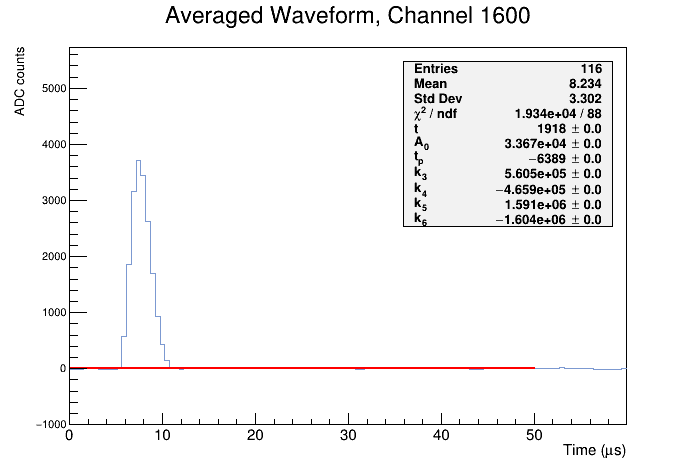 Averaged Waveform, Channel 1600
ADC counts
5000
4000
3000
2000
1000
0
−1000
0 10 20 30 40 50
Time (μs)
Entries 116
Mean 8.234
Std Dev 3.302
χ² / ndf 1.934e+04 / 88
t 1918 ± 0.0
A₀ 3.367e+04 ± 0.0
tₚ −6389 ± 0.0
k₃ 5.605e+05 ± 0.0
k₄ −4.659e+05 ± 0.0
k₅ 1.591e+06 ± 0.0
k₆ −1.604e+06 ± 0.0